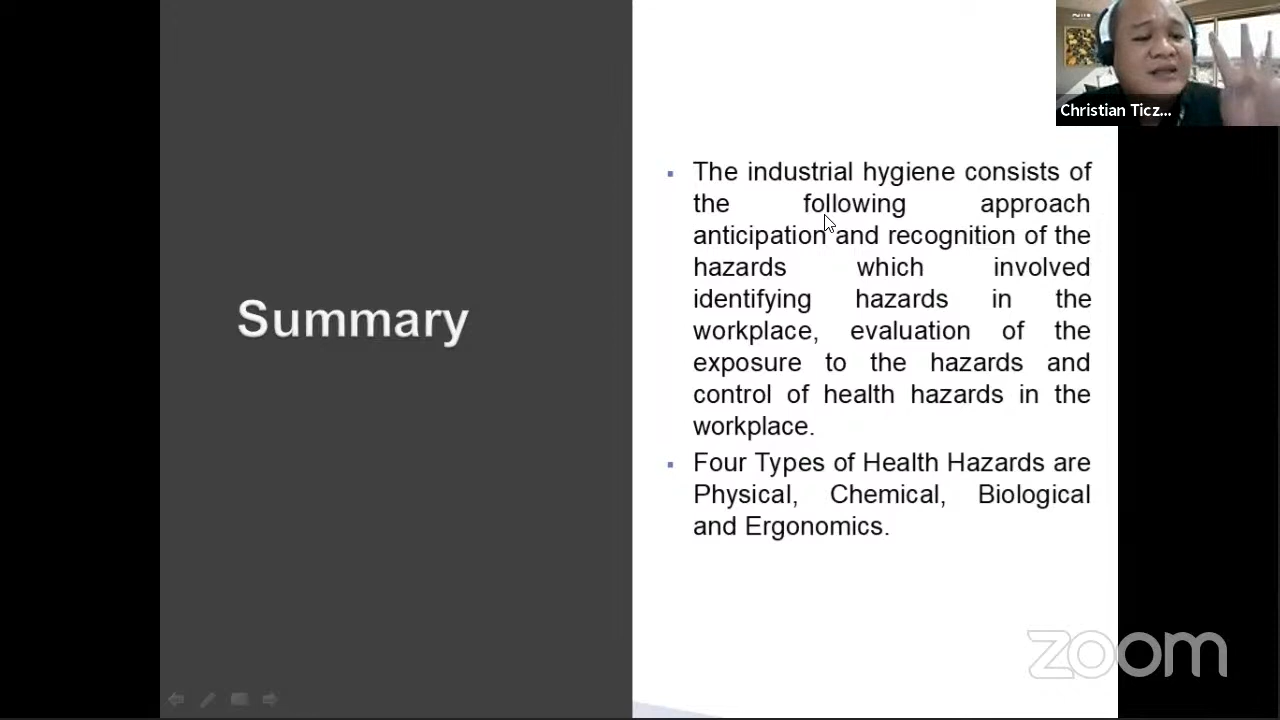 Christian Ticz...
The industrial hygiene consists of
the following approach
anticipation and recognition of the
hazards which involved
identifying hazards in the
workplace, evaluation of the
exposure to the hazards and
control of health hazards in the
workplace.
Four Types of Health Hazards are
Physical, Chemical, Biological
and Ergonomics.
Summary
zoom